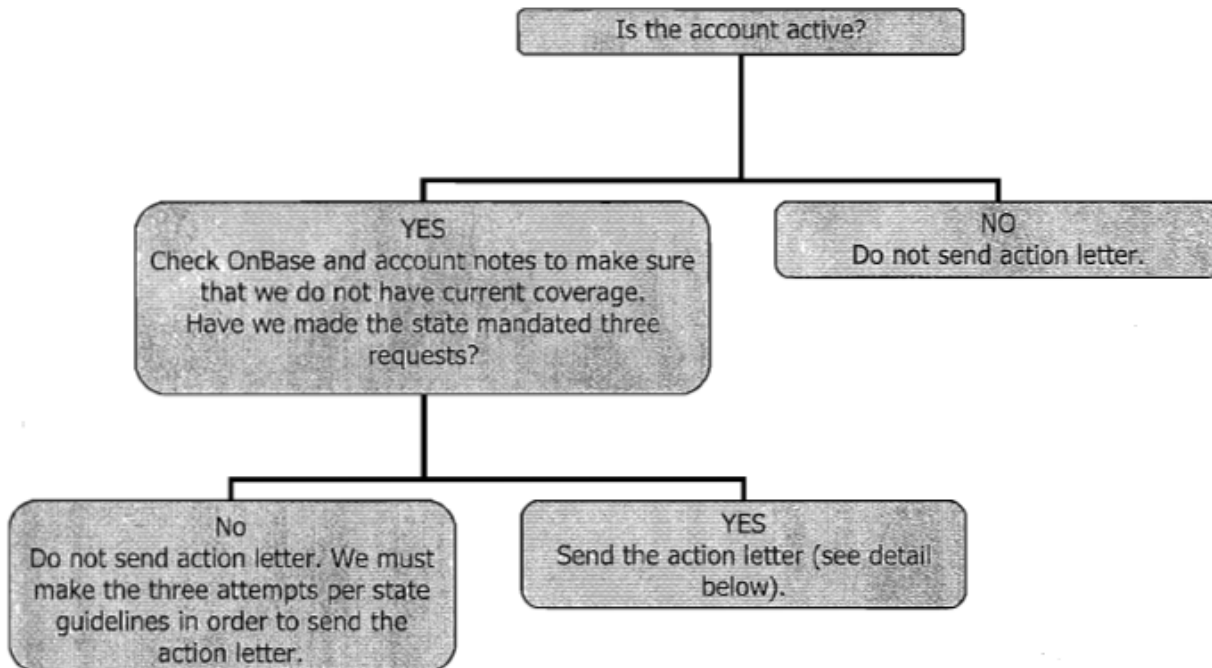 Is the account active?
YES
Check OnBase and account notes to make sure
that we do not have current coverage.
Have we made the state mandated three
requests?
NO
Do not send action letter.
No
Do not send action letter. We must
make the three attempts per state
guidelines in order to send the
action letter.
YES
Send the action letter (see detail
below).